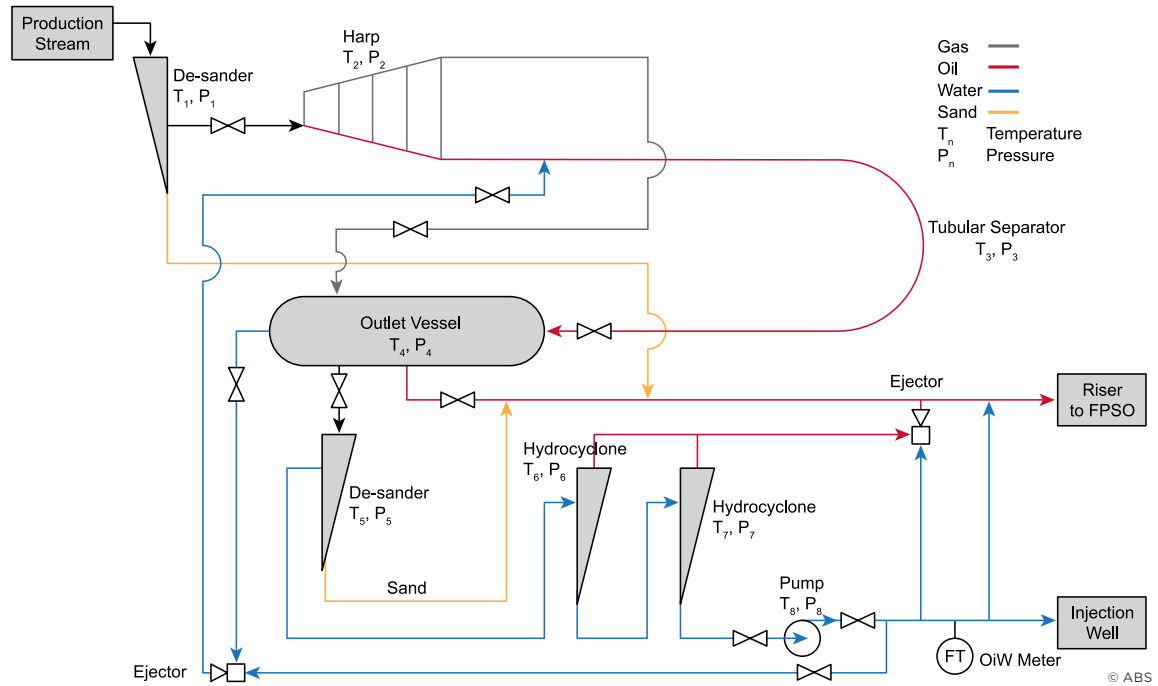 Production
Stream
De-sander
T1, P1
Harp
T2, P2
Gas
Oil
Water
Sand
Tn Temperature
Pn Pressure
Tubular Separator
T3, P3
Outlet Vessel
T4, P4
Ejector
Riser
to FPSO
Hydrocyclone
T6, P6
De-sander
T5, P5
Hydrocyclone
T7, P7
Sand
Pump
T8, P8
Injection
Well
FT
OiW Meter
Ejector
© ABS